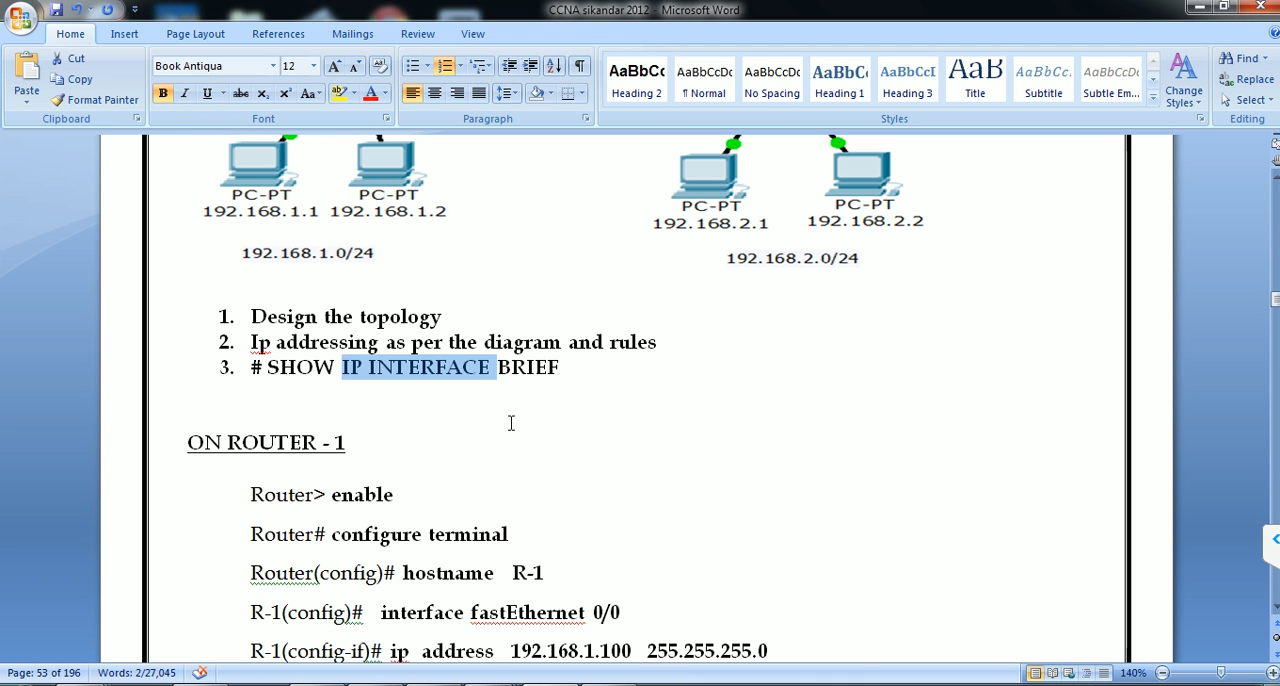 CCNA sikandar 2012 - Microsoft Word
Home Insert Page Layout References Mailings Review View
Paste
Cut
Copy
Format Painter
Clipboard
Book Antiqua 12
Font
Paragraph
AaBbCc AaBbCcDc AaBbCcDc AaBbC AaBbCcI AaB AaBbCc. AaBbCcDc
Heading 2 ¶ Normal No Spacing Heading 1 Heading 3 Title Subtitle Subtle Em...
Change Styles
Styles
Find
Replace
Select
Editing
PC-PT PC-PT
192.168.1.1 192.168.1.2
PC-PT PC-PT
192.168.2.1 192.168.2.2
192.168.1.0/24 192.168.2.0/24
1. Design the topology
2. Ip addressing as per the diagram and rules
3. # SHOW IP INTERFACE BRIEF
ON ROUTER - 1
Router> enable
Router# configure terminal
Router(config)# hostname R-1
R-1(config)# interface fastEthernet 0/0
R-1(config-if)# ip address 192.168.1.100 255.255.255.0
Page: 53 of 196 Words: 2/27,045 140%